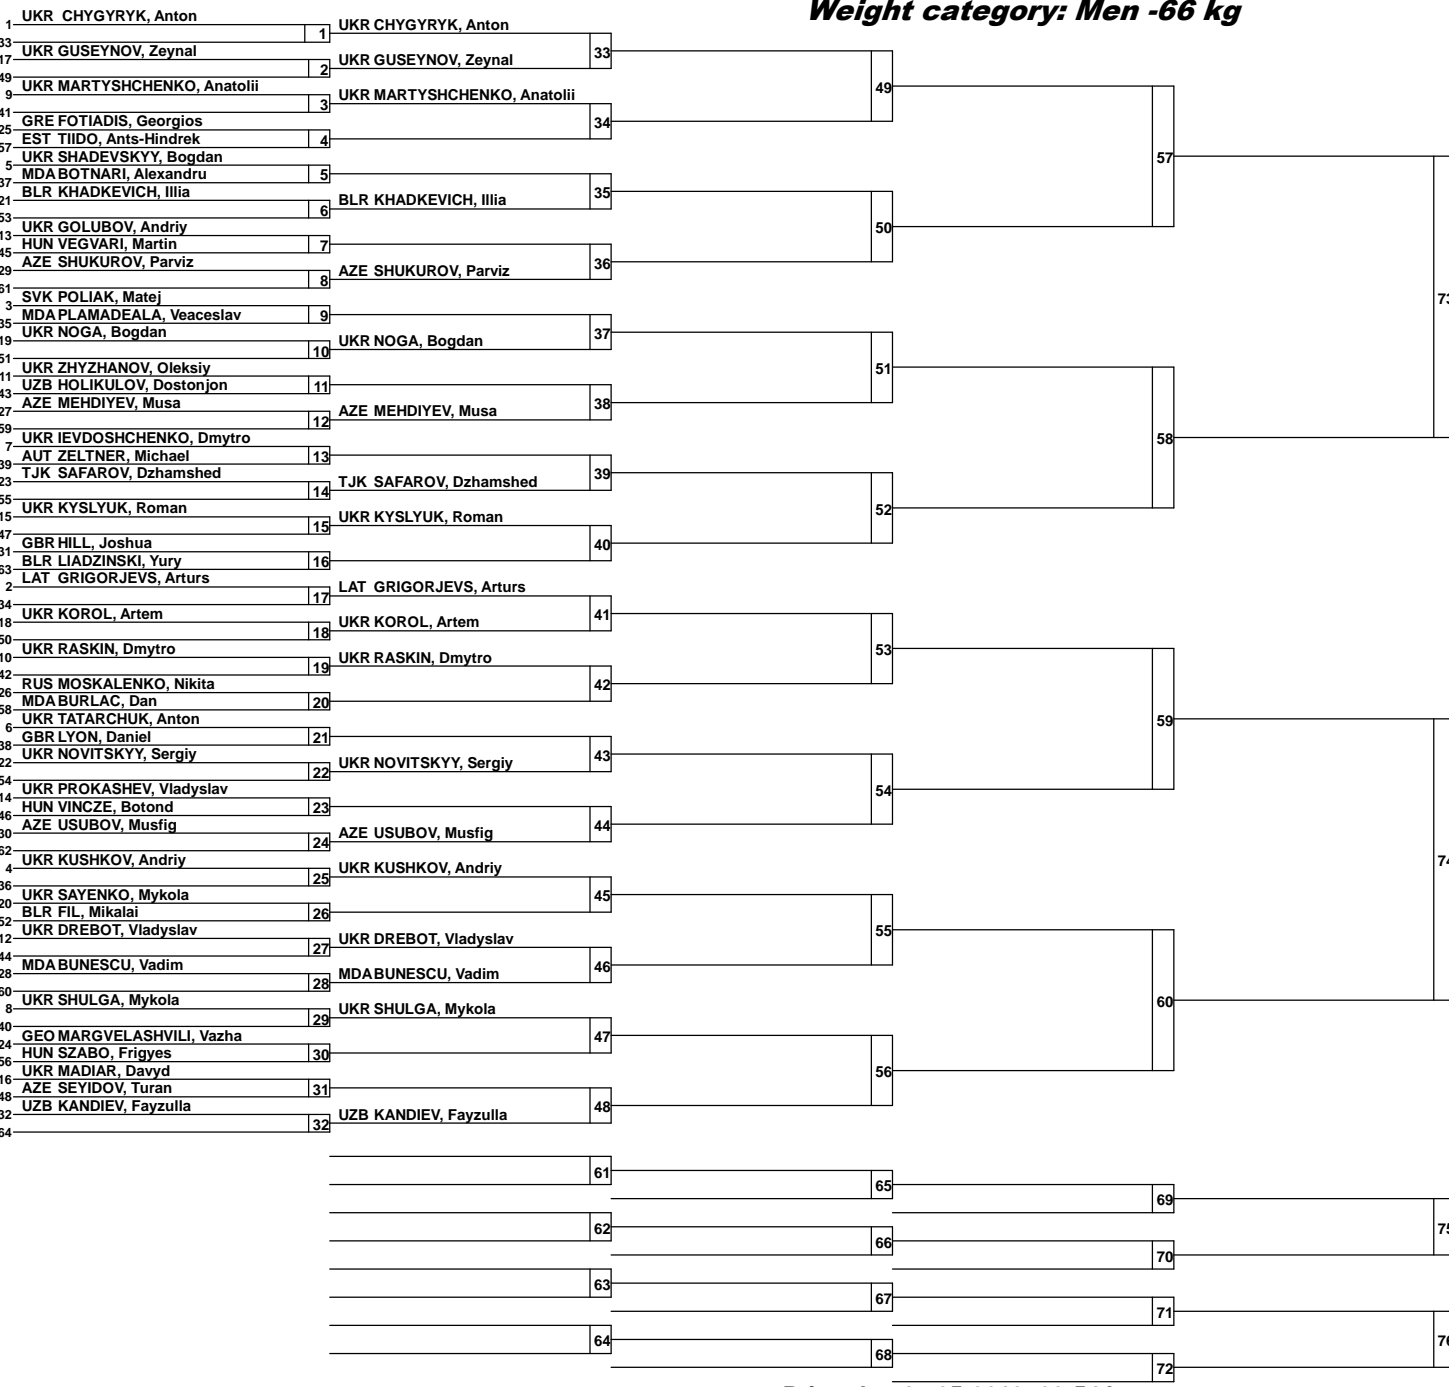 Weight category: Men -66 kg
1 UKR CHYGYRYK, Anton
33
17 UKR GUSEYNOV, Zeynal
49
9 UKR MARTYSHCHENKO, Anatolii
41
25 GRE FOTIADIS, Georgios
57 EST TIIDO, Ants-Hindrek
5 UKR SHADEVSKYY, Bogdan
37 MDA BOTNARI, Alexandru
21 BLR KHADKEVICH, Illia
53
13 UKR GOLUBOV, Andriy
45 HUN VEGVARI, Martin
29 AZE SHUKUROV, Parviz
61
3 SVK POLIAK, Matej
35 MDA PLAMADEALA, Veaceslav
19 UKR NOGA, Bogdan
51
11 UKR ZHYZHANOV, Oleksiy
43 UZB HOLIKULOV, Dostonjon
27 AZE MEHDIYEV, Musa
59
7 UKR IEVDOSHCHENKO, Dmytro
39 AUT ZELTNER, Michael
23 TJK SAFAROV, Dzhamshed
55
15 UKR KYSLYUK, Roman
47
31 GBR HILL, Joshua
63 BLR LIADZINSKI, Yury
2 LAT GRIGORJEVS, Arturs
34
18 UKR KOROL, Artem
50
10 UKR RASKIN, Dmytro
42
26 RUS MOSKALENKO, Nikita
58 MDA BURLAC, Dan
6 UKR TATARCHUK, Anton
38 GBR LYON, Daniel
22 UKR NOVITSKYY, Sergiy
54
14 UKR PROKASHEV, Vladyslav
46 HUN VINCZE, Botond
30 AZE USUBOV, Musfig
62
4 UKR KUSHKOV, Andriy
36
20 UKR SAYENKO, Mykola
52 BLR FIL, Mikalai
12 UKR DREBOT, Vladyslav
44
28 MDA BUNESCU, Vadim
60
8 UKR SHULGA, Mykola
40
24 GEO MARGVELASHVILI, Vazha
56 HUN SZABO, Frigyes
16 UKR MADIAR, Davyd
48 AZE SEYIDOV, Turan
32 UZB KANDIEV, Fayzulla
64
1 UKR CHYGYRYK, Anton
2 UKR GUSEYNOV, Zeynal
3 UKR MARTYSHCHENKO, Anatolii
4
5
6 BLR KHADKEVICH, Illia
7
8 AZE SHUKUROV, Parviz
9
10 UKR NOGA, Bogdan
11
12 AZE MEHDIYEV, Musa
13
14 TJK SAFAROV, Dzhamshed
15 UKR KYSLYUK, Roman
16
17 LAT GRIGORJEVS, Arturs
18 UKR KOROL, Artem
19 UKR RASKIN, Dmytro
20
21
22 UKR NOVITSKYY, Sergiy
23
24 AZE USUBOV, Musfig
25 UKR KUSHKOV, Andriy
26
27 UKR DREBOT, Vladyslav
28 MDA BUNESCU, Vadim
29 UKR SHULGA, Mykola
30
31
32 UZB KANDIEV, Fayzulla
33
34
35
36
37
38
39
40
41
42
43
44
45
46
47
48
61
62
63
64
49
50
51
52
53
54
55
56
65
66
67
68
57
58
59
60
69
70
71
72
73
74
75
76